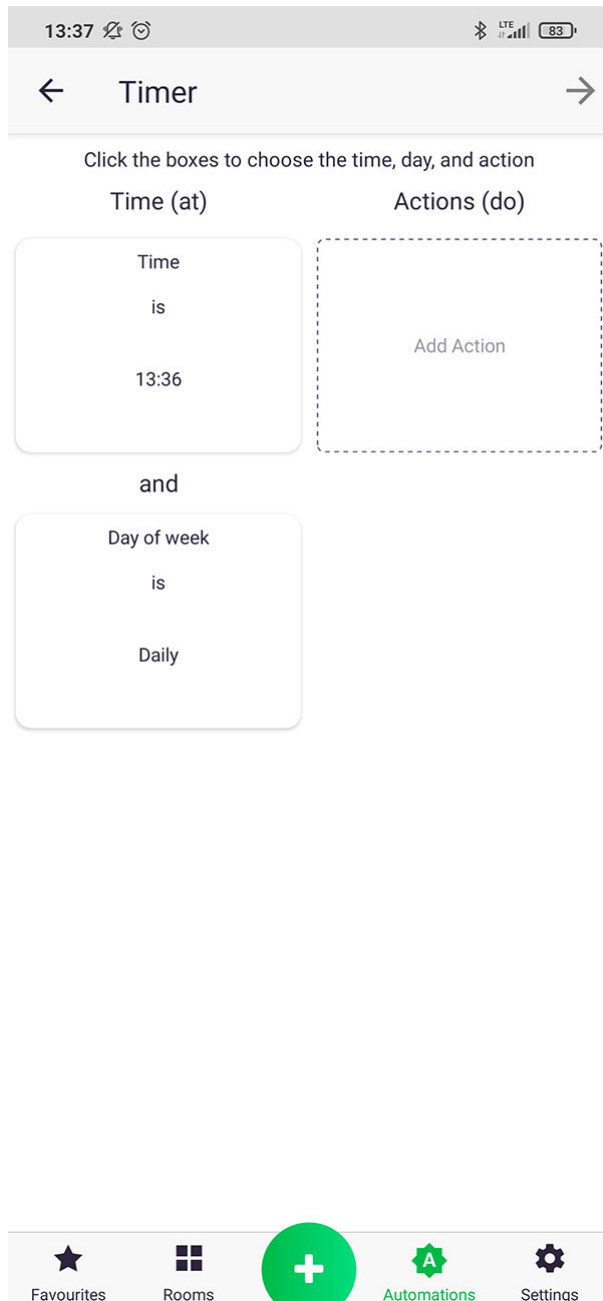 13:37 LTE 83
Timer
Click the boxes to choose the time, day, and action
Time (at)
Actions (do)
Time
is
13:36
Add Action
and
Day of week
is
Daily
A
Favourites
Rooms
Automations
Settings